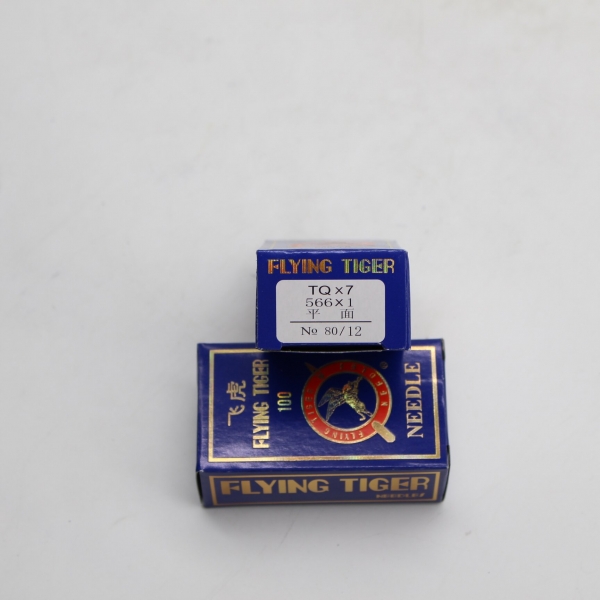 FLYING TIGER
TQ×7
566×1
平 面
№ 80/12
飞虎
FLYING TIGER
100
NEEDLE
FLYING TIGER
NEEDLES